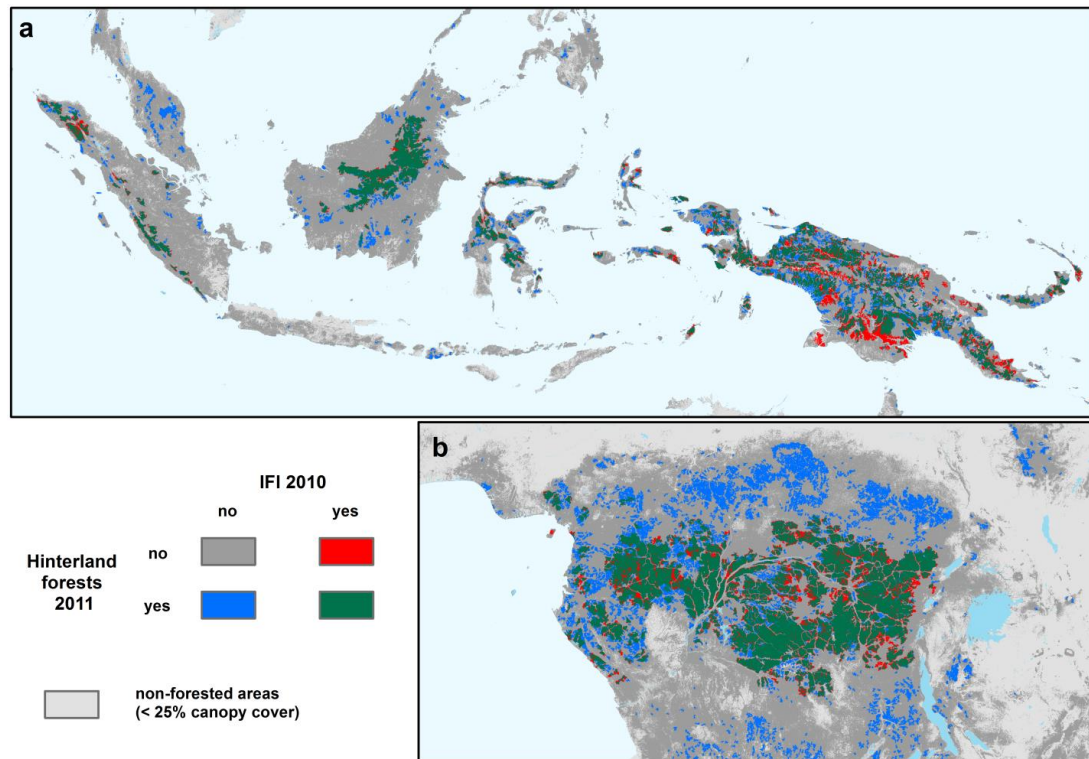 a
b
IFI 2010
no yes
Hinterland
forests
2011
no
yes
non-forested areas
(< 25% canopy cover)